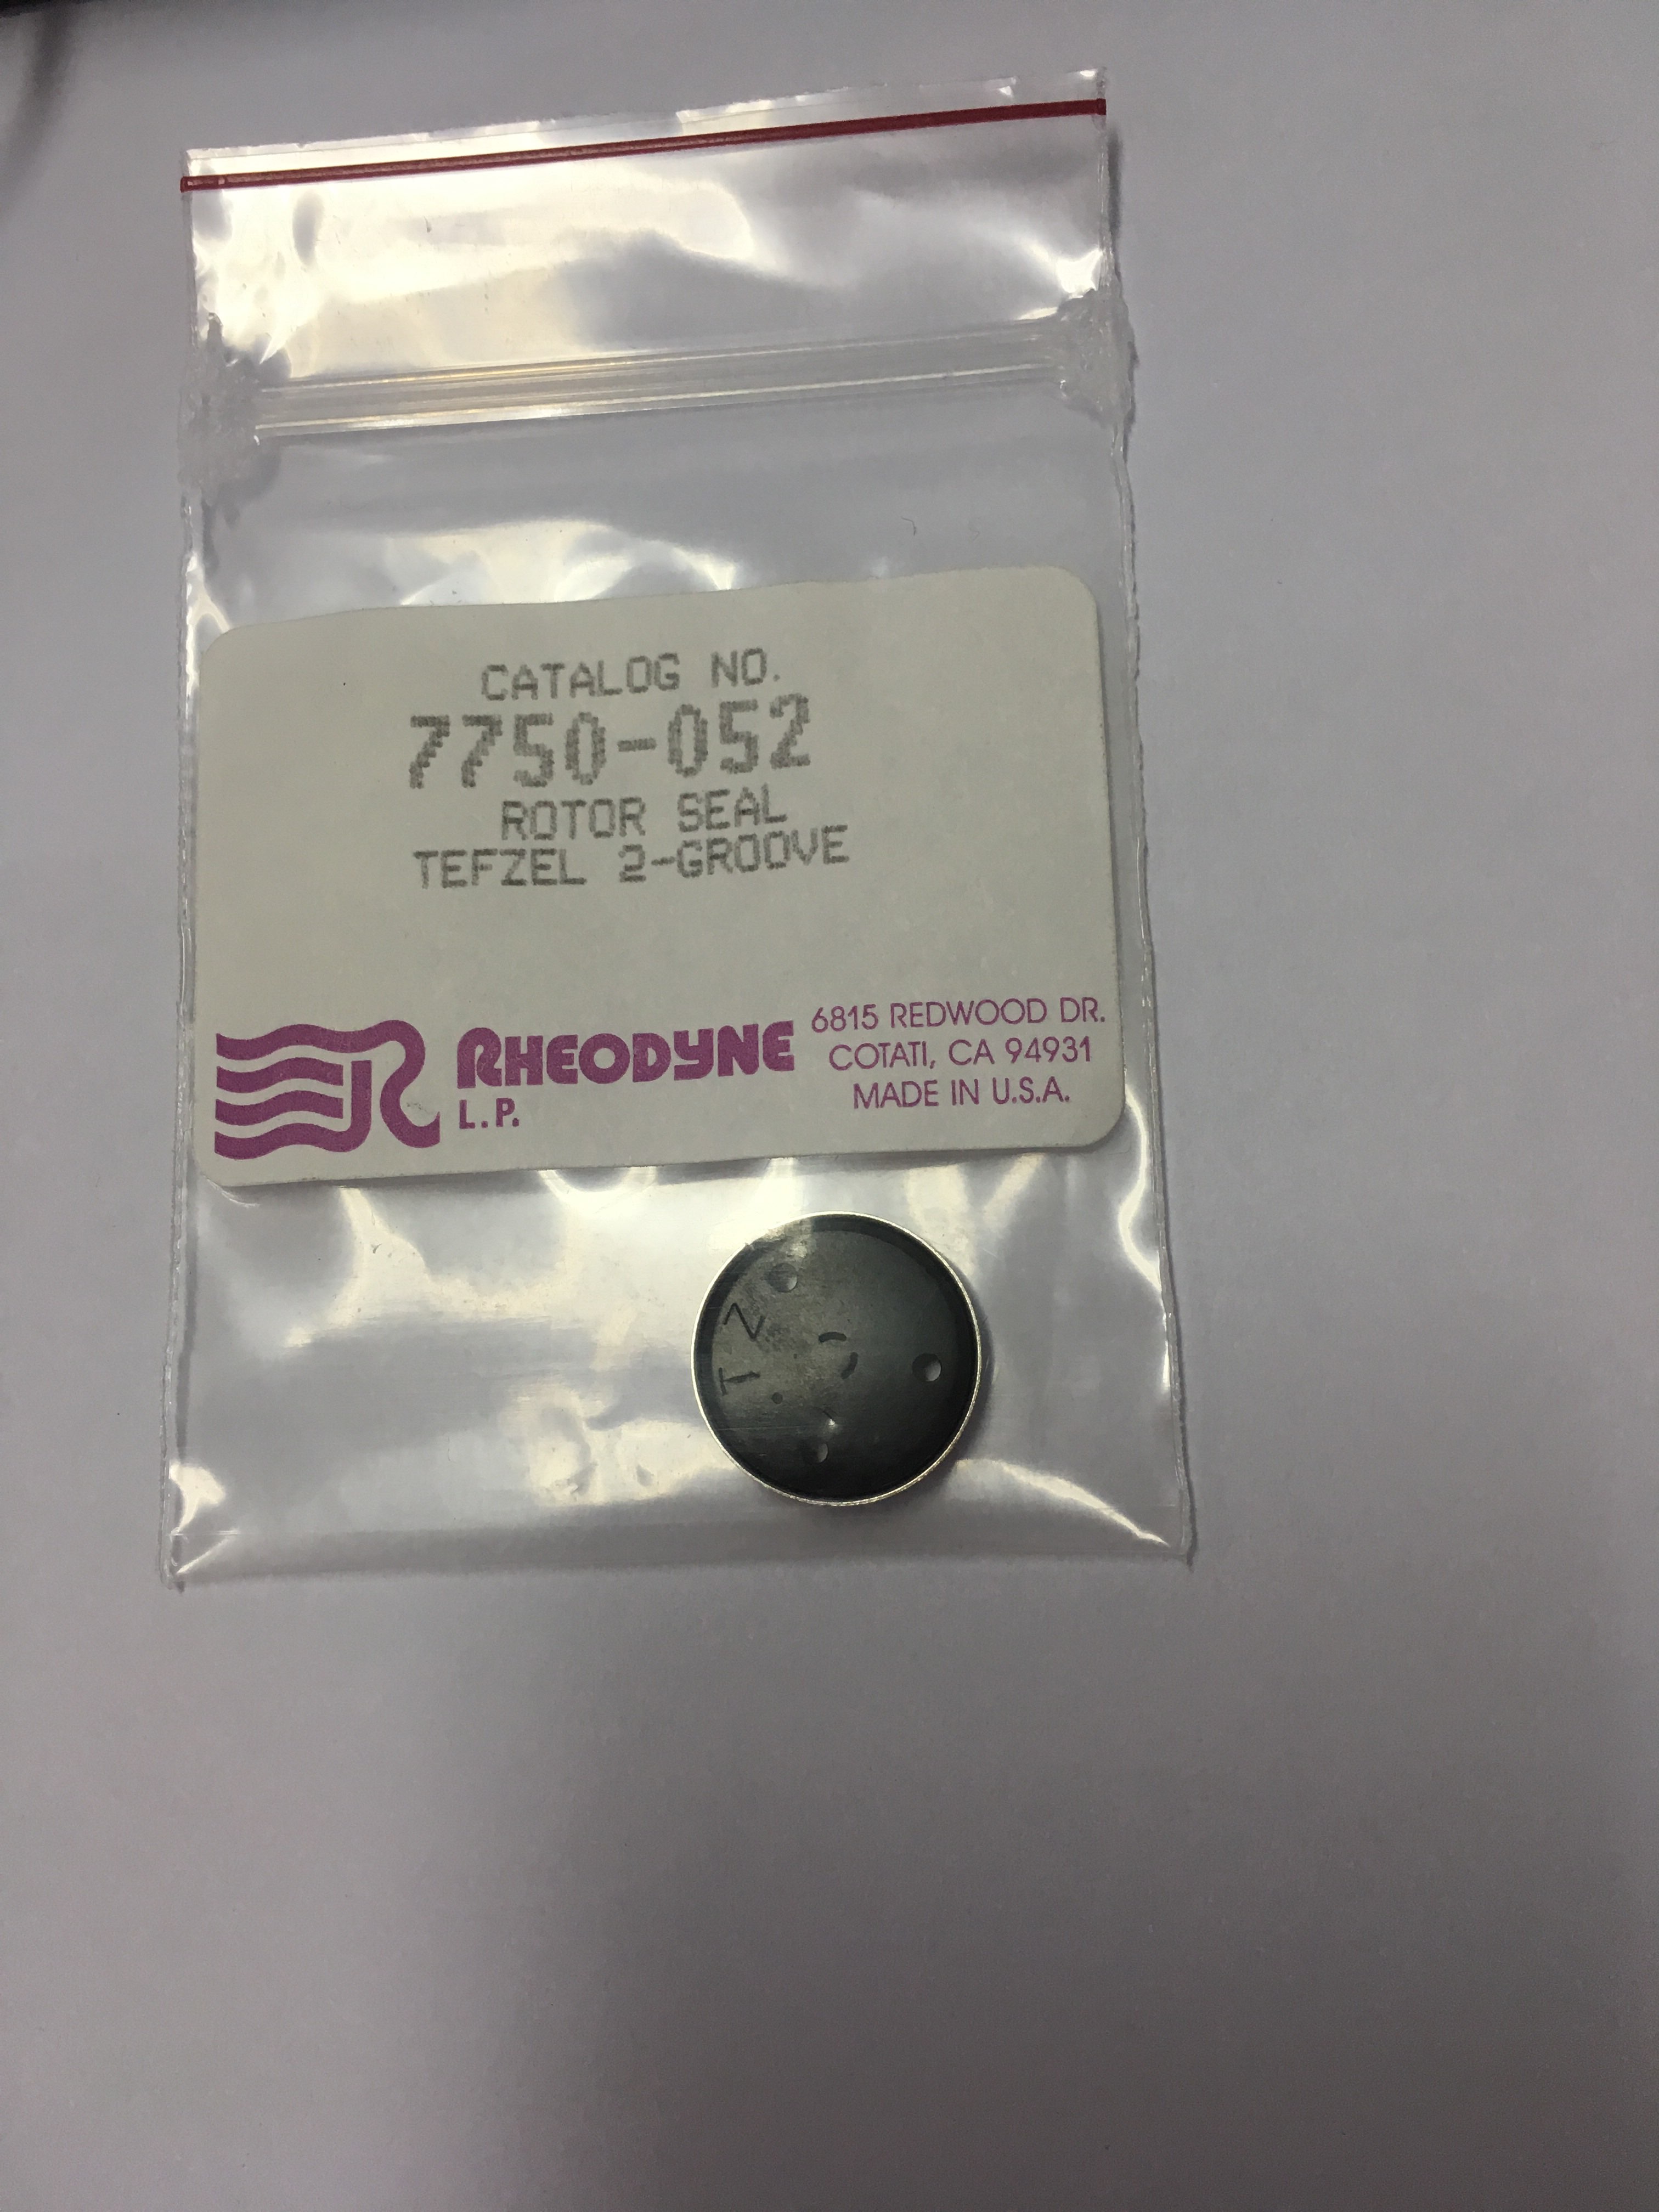 CATALOG NO.
7750-052
ROTOR SEAL
TEFZEL 2-GROOVE
RHEODYNE
L.P.
6815 REDWOOD DR.
COTATI, CA 94931
MADE IN U.S.A.
T Z